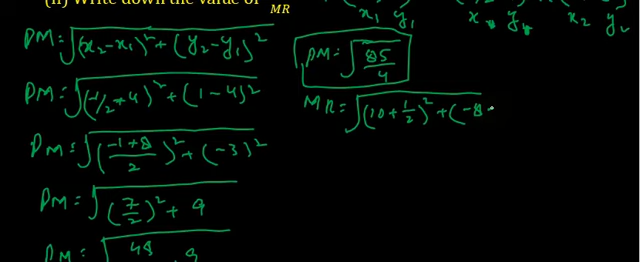 (ii) Write down the value of
MR
x₁ y₁ x₁ y₁ x₂ y₂
PM = √((x₂-x₁)² + (y₂-y₁)²)
PM = √((-1/2 + 4)² + (1-4)²)
PM = √(((-1+8)/2)² + (-3)²)
PM = √((7/2)² + 9
PM = √(49
PM = √(85/4)
MR = √((10 + 1/2)² + (-8